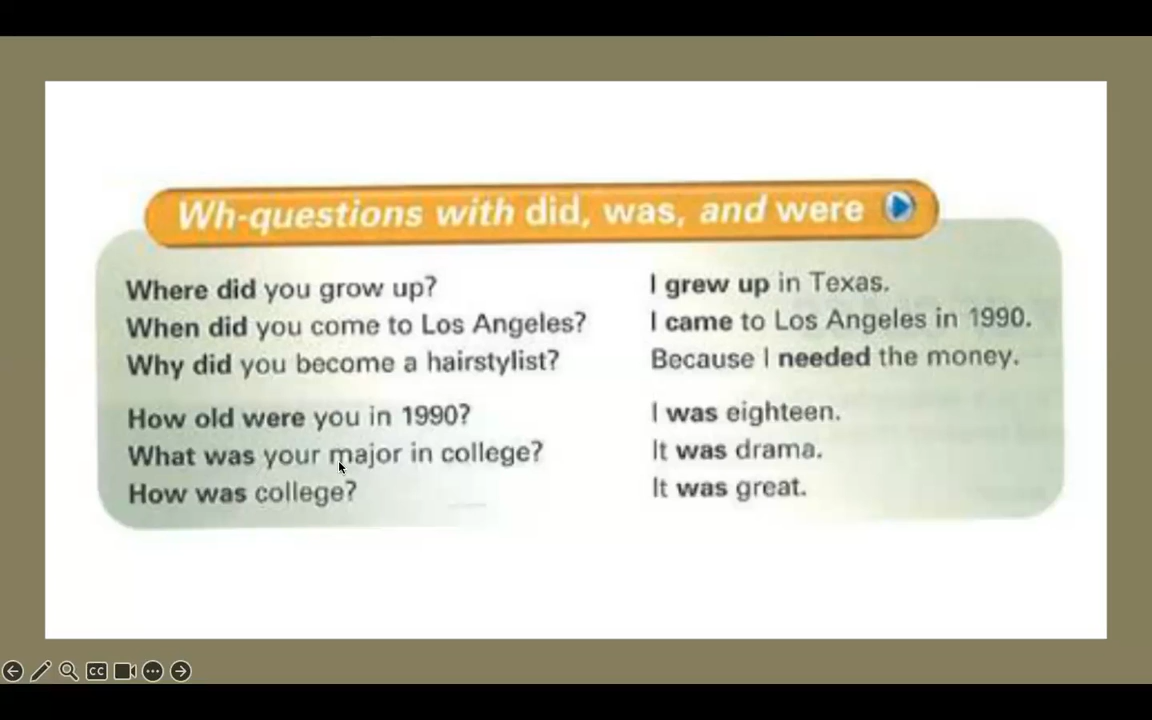 Wh-questions with did, was, and were
Where did you grow up?
I grew up in Texas.
When did you come to Los Angeles?
I came to Los Angeles in 1990.
Why did you become a hairstylist?
Because I needed the money.
How old were you in 1990?
I was eighteen.
What was your major in college?
It was drama.
How was college?
It was great.
CC